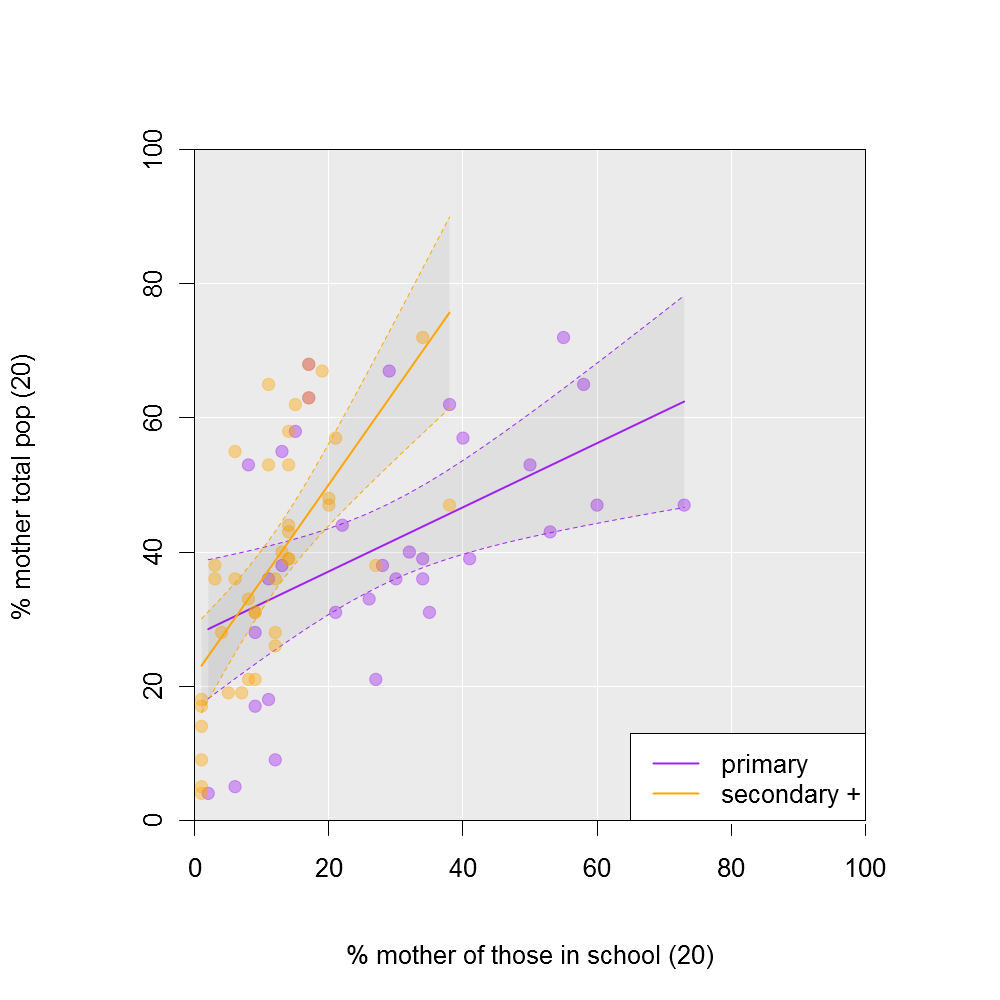 % mother total pop (20)
100
80
60
40
20
0
primary
secondary +
0 20 40 60 80 100
% mother of those in school (20)